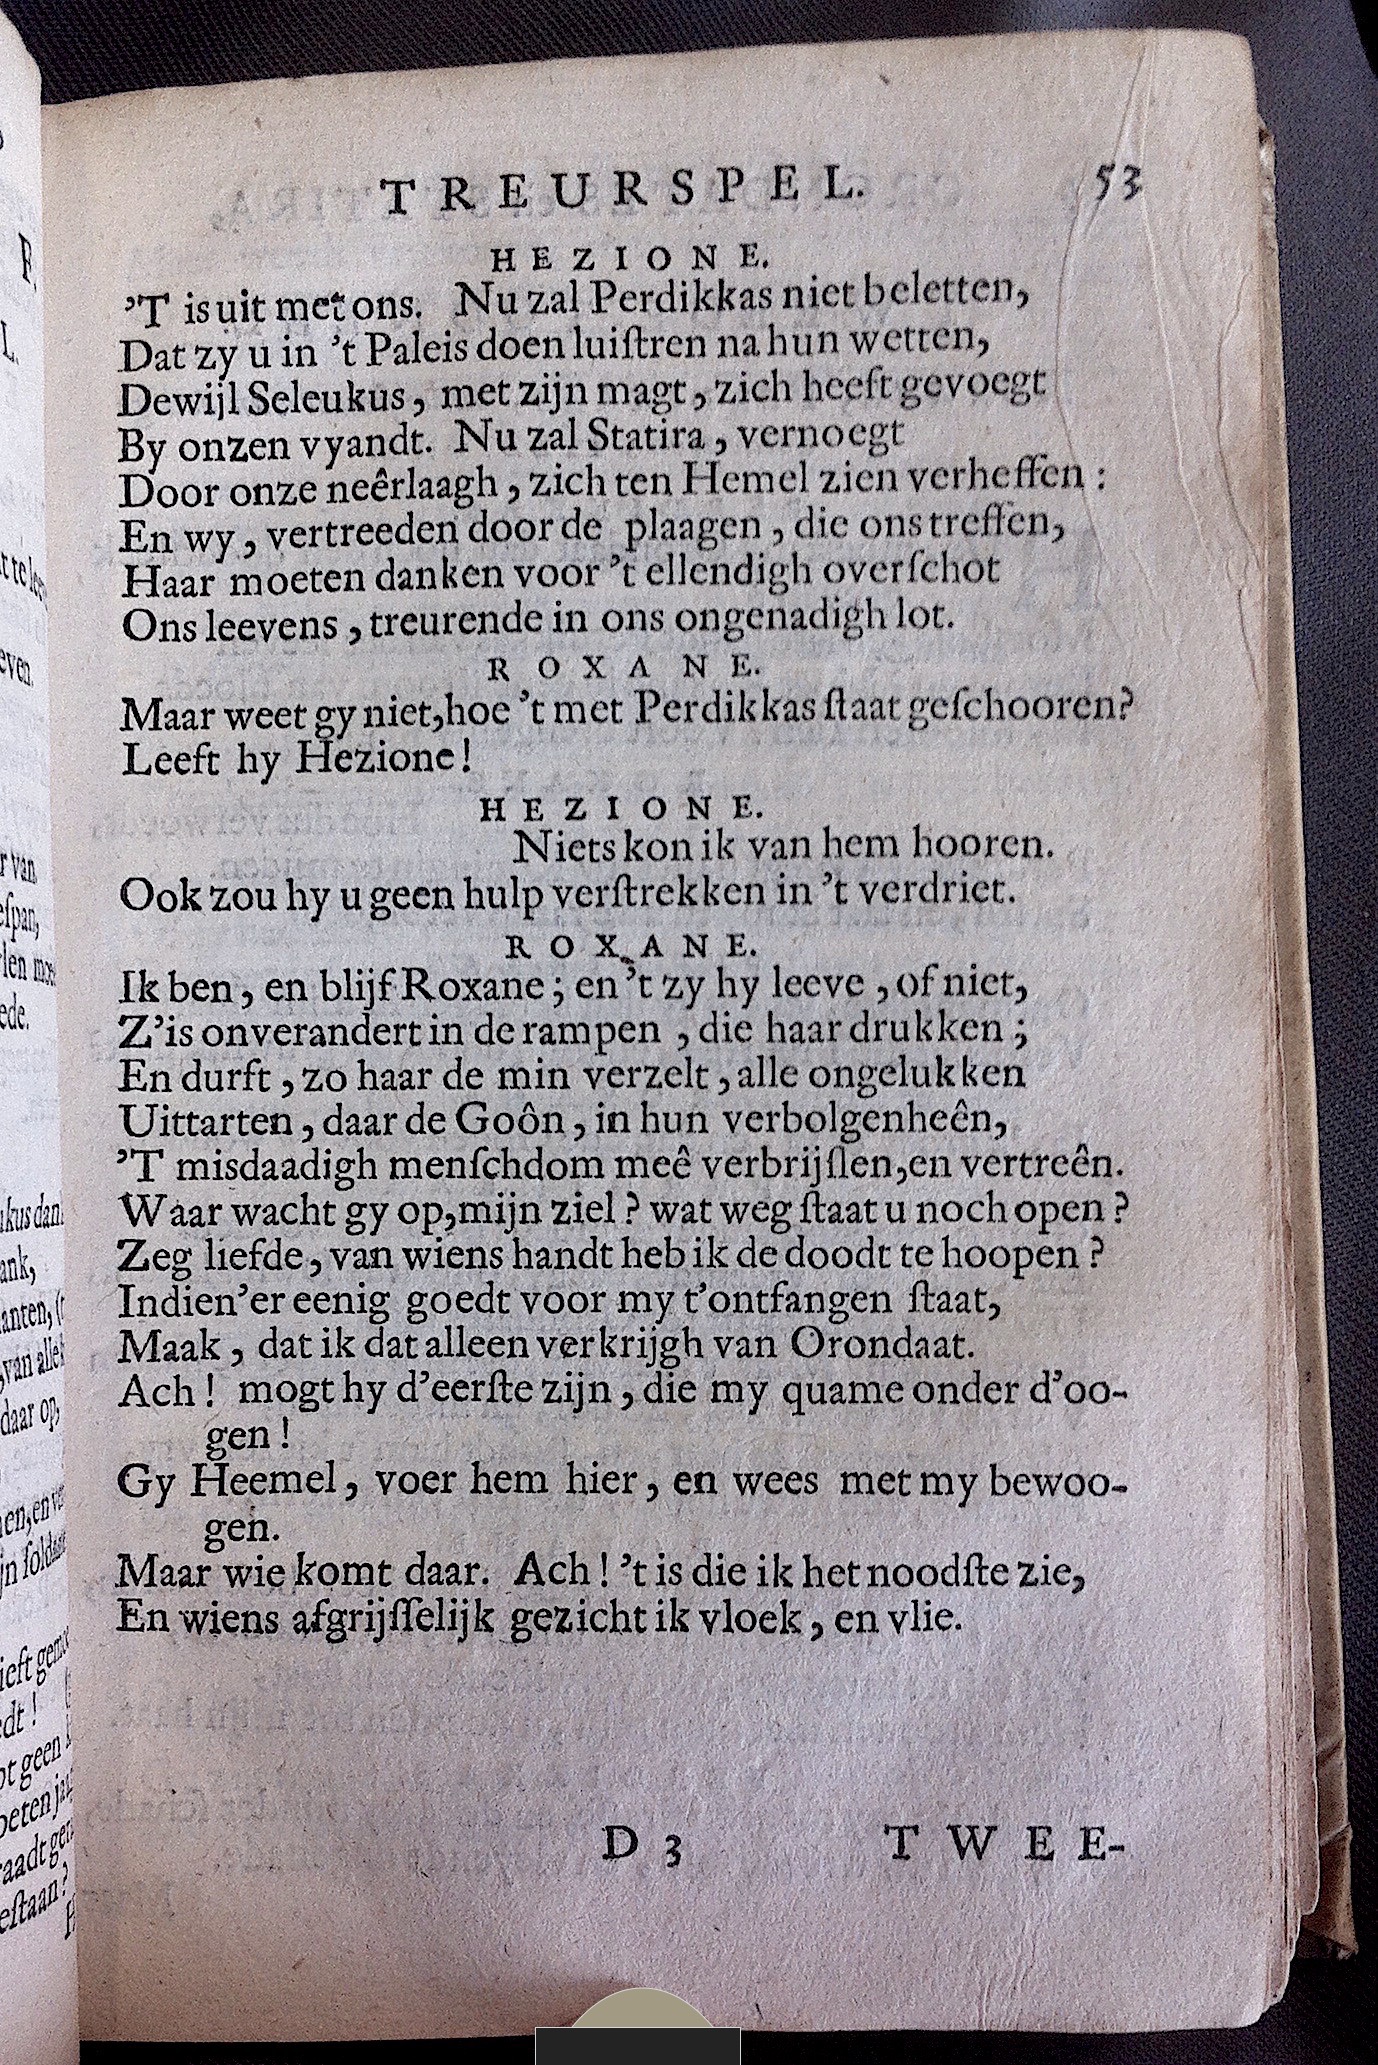 TREURSPEL. 53
HEZIONE.
’T is uit met ons. Nu zal Perdikkas niet beletten,
Dat zy u in ’t Paleis doen luiſtren na hun wetten,
Dewijl Seleukus, met zijn magt, zich heeft gevoegt
By onzen vyandt. Nu zal Statira, vernoegt
Door onze neêrlaagh, zich ten Hemel zien verheffen:
En wy, vertreeden door de plaagen, die ons treffen,
Haar moeten danken voor ’t ellendigh overſchot
Ons leevens, treurende in ons ongenadigh lot.
ROXANE.
Maar weet gy niet, hoe ’t met Perdikkas ſtaat geſchooren?
Leeft hy Hezione!
HEZIONE.
Niets kon ik van hem hooren.
Ook zou hy u geen hulp verſtrekken in ’t verdriet.
ROXANE.
Ik ben, en blijf Roxane; en ’t zy hy leeve, of niet,
Z’is onverandert in de rampen, die haar drukken;
En durft, zo haar de min verzelt, alle ongelukken
Uittarten, daar de Goôn, in hun verbolgenheên,
’T misdaadigh menſchdom meê verbrijſlen, en vertreên.
Waar wacht gy op, mijn ziel? wat weg ſtaat u noch open?
Zeg liefde, van wiens handt heb ik de doodt te hoopen?
Indien’er eenig goedt voor my t’ontfangen ſtaat,
Maak, dat ik dat alleen verkrijgh van Orondaat.
Ach! mogt hy d’eerſte zijn, die my quame onder d’oo-
gen!
Gy Heemel, voer hem hier, en wees met my bewoo-
gen.
Maar wie komt daar. Ach! ’t is die ik het noodſte zie,
En wiens afgrijſſelijk gezicht ik vloek, en vlie.
D 3 TWEE-